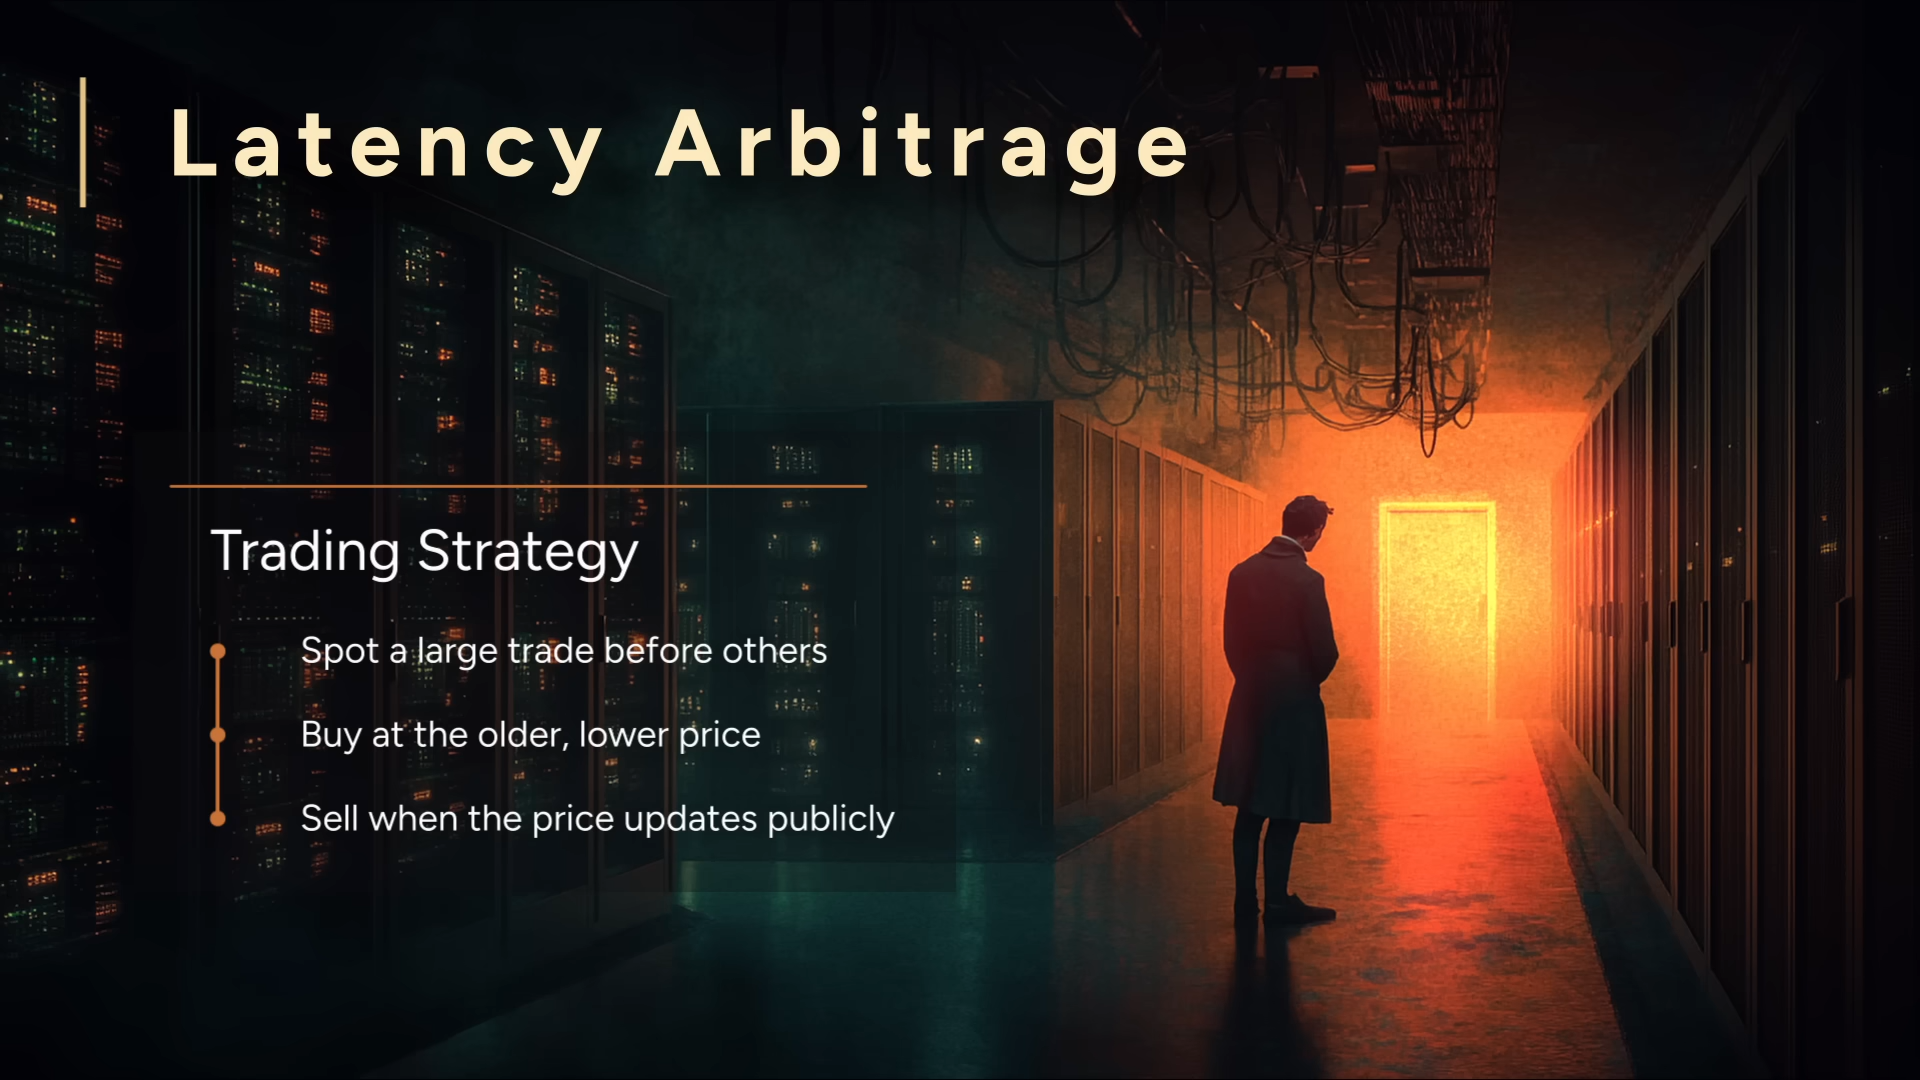 Latency Arbitrage
Trading Strategy
Spot a large trade before others
Buy at the older, lower price
Sell when the price updates publicly